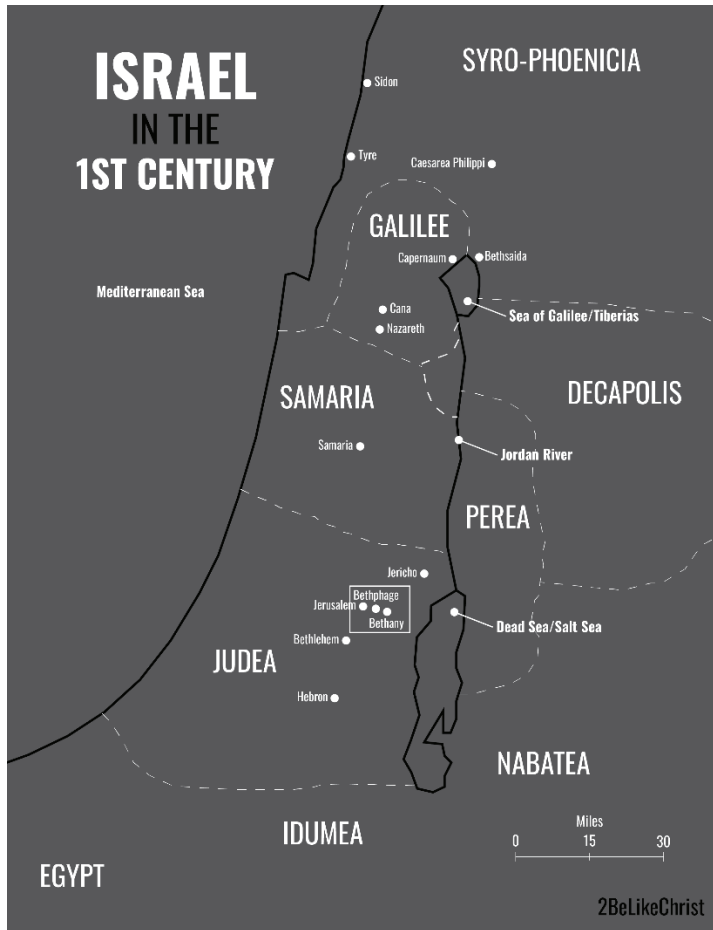 ISRAEL
IN THE
1ST CENTURY
SYRO-PHOENICIA
Sidon
Tyre
Caesarea Philippi
GALILEE
Capernaum
Bethsaida
Mediterranean Sea
Cana
Sea of Galilee/Tiberias
Nazareth
SAMARIA
DECAPOLIS
Samaria
Jordan River
PEREA
Jericho
Bethphage
Jerusalem
Bethany
Dead Sea/Salt Sea
Bethlehem
JUDEA
Hebron
NABATEA
IDUMEA
Miles
0 15 30
EGYPT
2BeLikeChrist